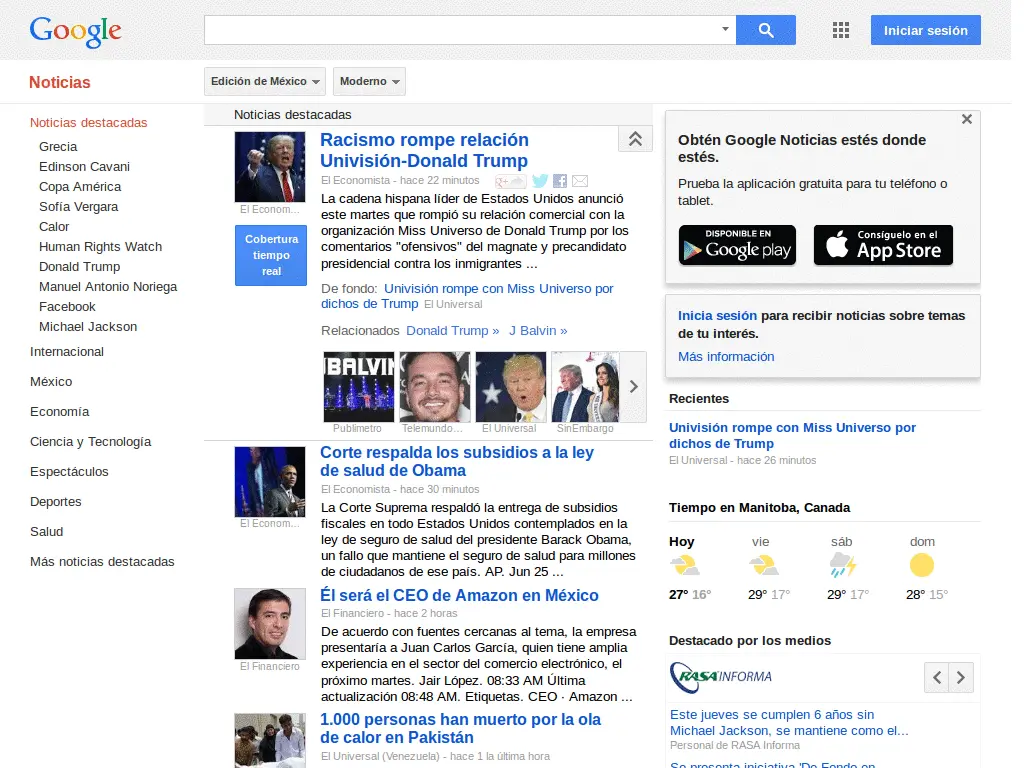 Google
Iniciar sesión
Noticias
Edición de México
Moderno
Noticias destacadas
Grecia
Edinson Cavani
Copa América
Sofía Vergara
Calor
Human Rights Watch
Donald Trump
Manuel Antonio Noriega
Facebook
Michael Jackson
Internacional
México
Economía
Ciencia y Tecnología
Espectáculos
Deportes
Salud
Más noticias destacadas
Noticias destacadas
El Econom...
Cobertura
tiempo
real
Racismo rompe relación
Univisión-Donald Trump
El Economista - hace 22 minutos
La cadena hispana líder de Estados Unidos anunció
este martes que rompió su relación comercial con la
organización Miss Universo de Donald Trump por los
comentarios "ofensivos" del magnate y precandidato
presidencial contra los inmigrantes ...
De fondo: Univisión rompe con Miss Universo por
dichos de Trump El Universal
Relacionados Donald Trump » J Balvin »
BALVIN
Publímetro
Telemundo...
El Universal
SinEmbargo
El Econom...
Corte respalda los subsidios a la ley
de salud de Obama
El Economista - hace 30 minutos
La Corte Suprema respaldó la entrega de subsidios
fiscales en todo Estados Unidos contemplados en la
ley de seguro de salud del presidente Barack Obama,
un fallo que mantiene el seguro de salud para millones
de ciudadanos de ese país. AP. Jun 25 ...
El Financiero
Él será el CEO de Amazon en México
El Financiero - hace 2 horas
De acuerdo con fuentes cercanas al tema, la empresa
presentaría a Juan Carlos García, quien tiene amplia
experiencia en el sector del comercio electrónico, el
próximo martes. Jair López. 08:33 AM Última
actualización 08:48 AM. Etiquetas. CEO · Amazon ...
1.000 personas han muerto por la ola
de calor en Pakistán
El Universal (Venezuela) - hace 1 la última hora
Obtén Google Noticias estés donde
estés.
Prueba la aplicación gratuita para tu teléfono o
tablet.
DISPONIBLE EN
Google play
Consíguelo en el
App Store
Inicia sesión para recibir noticias sobre temas
de tu interés.
Más información
Recientes
Univisión rompe con Miss Universo por
dichos de Trump
El Universal - hace 26 minutos
Tiempo en Manitoba, Canada
Hoy vie sáb dom
27° 16° 29° 17° 29° 17° 28° 15°
Destacado por los medios
RASA INFORMA
Este jueves se cumplen 6 años sin
Michael Jackson, se mantiene como el...
Personal de RASA Informa
Se presenta iniciativa 'De Fondo en